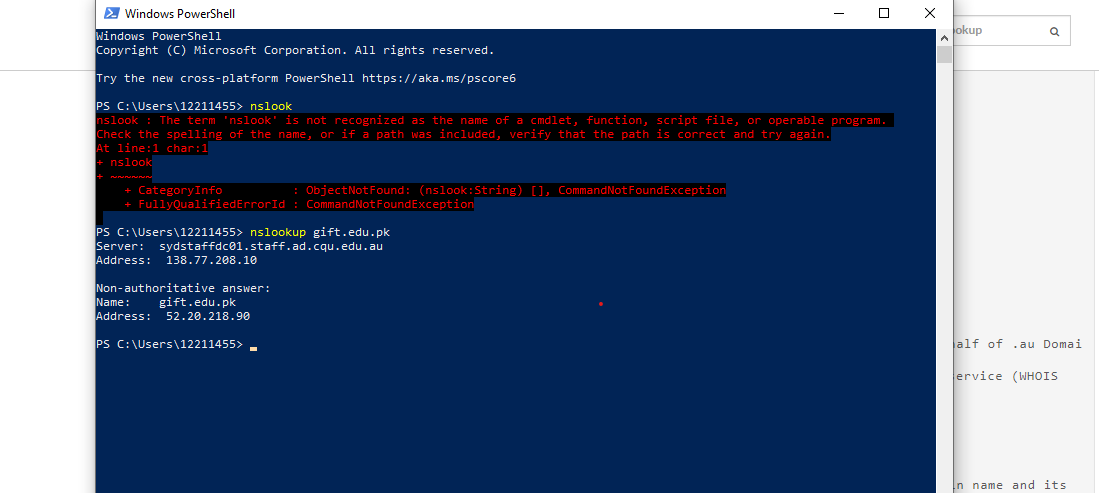 Windows PowerShell
ookup
Windows PowerShell
Copyright (C) Microsoft Corporation. All rights reserved.
Try the new cross-platform PowerShell https://aka.ms/pscore6
PS C:\Users\12211455> nslook
nslook : The term 'nslook' is not recognized as the name of a cmdlet, function, script file, or operable program.
Check the spelling of the name, or if a path was included, verify that the path is correct and try again.
At line:1 char:1
+ nslook
+ ~~~~~~
    + CategoryInfo          : ObjectNotFound: (nslook:String) [], CommandNotFoundException
    + FullyQualifiedErrorId : CommandNotFoundException
PS C:\Users\12211455> nslookup gift.edu.pk
Server:  sydstaffdc01.staff.ad.cqu.edu.au
Address:  138.77.208.10
Non-authoritative answer:
Name:    gift.edu.pk
Address:  52.20.218.90
PS C:\Users\12211455>
half of .au Domai
service (WHOIS
n name and its